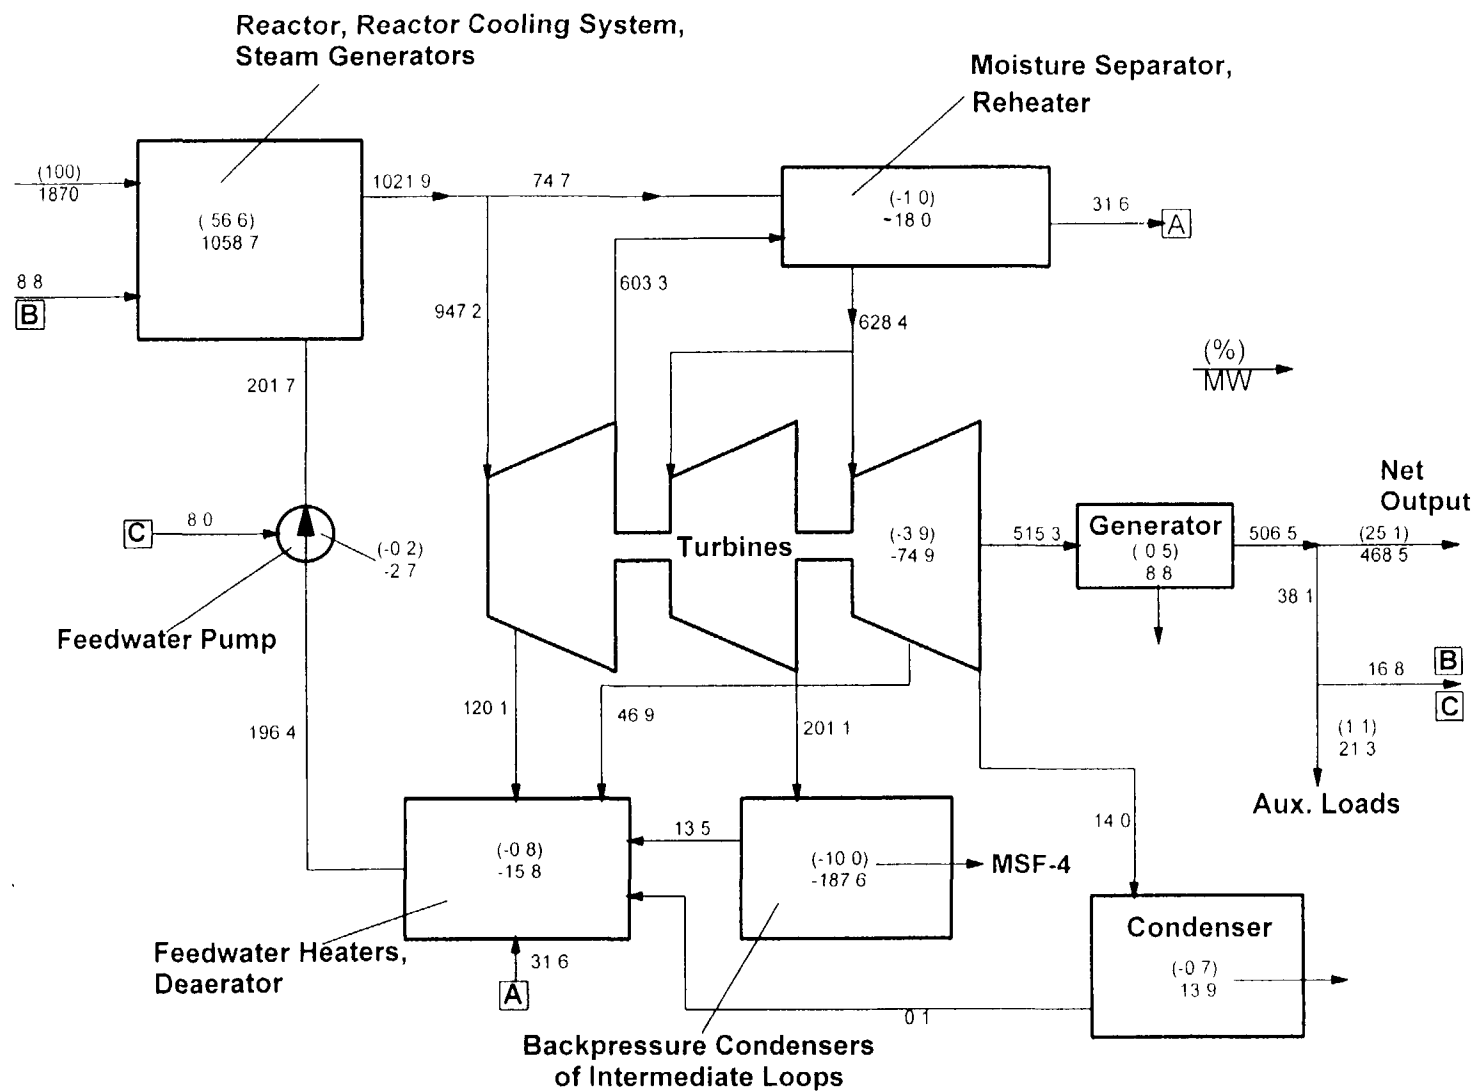 Reactor, Reactor Cooling System,
Steam Generators
Moisture Separator,
Reheater
(100)
1870
1021 9
74 7
(-1 0)
-18 0
31 6
A
( 56 6)
1058 7
8 8
B
603 3
947 2
628 4
(%)
MW
201 7
Net
Output
C
8 0
(-0 2)
-2 7
Turbines
(-3 9)
-74 9
515 3
Generator
( 0 5)
8 8
506 5
(25 1)
468 5
38 1
Feedwater Pump
16 8
B
C
120 1
46 9
201 1
196 4
(1 1)
21 3
Aux. Loads
13 5
14 0
(-0 8)
-15 8
(-10 0)
-187 6
MSF-4
Condenser
(-0 7)
13 9
Feedwater Heaters,
Deaerator
31 6
A
0 1
Backpressure Condensers
of Intermediate Loops